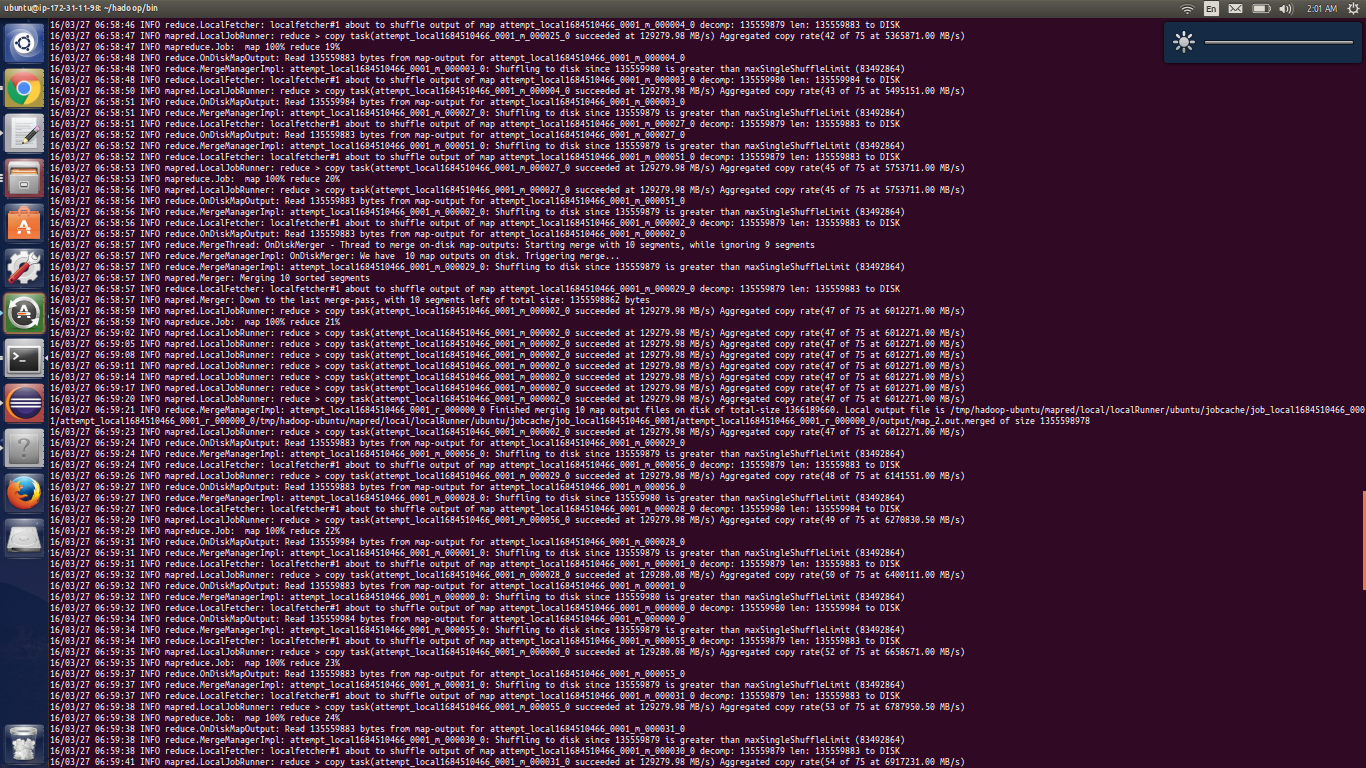 ubuntu@ip-172-31-11-98: ~/hadoop/bin
En
2:01 AM
16/03/27 06:58:46 INFO reduce.LocalFetcher: localfetcher#1 about to shuffle output of map attempt_local1684510466_0001_m_000004_0 decomp: 135559879 len: 135559883 to DISK
16/03/27 06:58:47 INFO mapred.LocalJobRunner: reduce > copy task(attempt_local1684510466_0001_m_000025_0 succeeded at 129279.98 MB/s) Aggregated copy rate(42 of 75 at 5365871.00 MB/s)
16/03/27 06:58:47 INFO mapreduce.Job:  map 100% reduce 19%
16/03/27 06:58:48 INFO reduce.OnDiskMapOutput: Read 135559883 bytes from map-output for attempt_local1684510466_0001_m_000004_0
16/03/27 06:58:48 INFO reduce.MergeManagerImpl: attempt_local1684510466_0001_m_000003_0: Shuffling to disk since 135559980 is greater than maxSingleShuffleLimit (83492864)
16/03/27 06:58:48 INFO reduce.LocalFetcher: localfetcher#1 about to shuffle output of map attempt_local1684510466_0001_m_000003_0 decomp: 135559980 len: 135559984 to DISK
16/03/27 06:58:50 INFO mapred.LocalJobRunner: reduce > copy task(attempt_local1684510466_0001_m_000004_0 succeeded at 129279.98 MB/s) Aggregated copy rate(43 of 75 at 5495151.00 MB/s)
16/03/27 06:58:51 INFO reduce.OnDiskMapOutput: Read 135559984 bytes from map-output for attempt_local1684510466_0001_m_000003_0
16/03/27 06:58:51 INFO reduce.MergeManagerImpl: attempt_local1684510466_0001_m_000027_0: Shuffling to disk since 135559879 is greater than maxSingleShuffleLimit (83492864)
16/03/27 06:58:51 INFO reduce.LocalFetcher: localfetcher#1 about to shuffle output of map attempt_local1684510466_0001_m_000027_0 decomp: 135559879 len: 135559883 to DISK
16/03/27 06:58:52 INFO reduce.OnDiskMapOutput: Read 135559883 bytes from map-output for attempt_local1684510466_0001_m_000027_0
16/03/27 06:58:52 INFO reduce.MergeManagerImpl: attempt_local1684510466_0001_m_000051_0: Shuffling to disk since 135559879 is greater than maxSingleShuffleLimit (83492864)
16/03/27 06:58:52 INFO reduce.LocalFetcher: localfetcher#1 about to shuffle output of map attempt_local1684510466_0001_m_000051_0 decomp: 135559879 len: 135559883 to DISK
16/03/27 06:58:52 INFO mapred.LocalJobRunner: reduce > copy task(attempt_local1684510466_0001_m_000027_0 succeeded at 129279.98 MB/s) Aggregated copy rate(45 of 75 at 5753711.00 MB/s)
16/03/27 06:58:53 INFO mapreduce.Job:  map 100% reduce 20%
16/03/27 06:58:56 INFO mapred.LocalJobRunner: reduce > copy task(attempt_local1684510466_0001_m_000027_0 succeeded at 129279.98 MB/s) Aggregated copy rate(45 of 75 at 5753711.00 MB/s)
16/03/27 06:58:56 INFO reduce.OnDiskMapOutput: Read 135559883 bytes from map-output for attempt_local1684510466_0001_m_000051_0
16/03/27 06:58:56 INFO reduce.MergeManagerImpl: attempt_local1684510466_0001_m_000002_0: Shuffling to disk since 135559879 is greater than maxSingleShuffleLimit (83492864)
16/03/27 06:58:56 INFO reduce.LocalFetcher: localfetcher#1 about to shuffle output of map attempt_local1684510466_0001_m_000002_0 decomp: 135559879 len: 135559883 to DISK
16/03/27 06:58:57 INFO reduce.OnDiskMapOutput: Read 135559883 bytes from map-output for attempt_local1684510466_0001_m_000002_0
16/03/27 06:58:57 INFO reduce.MergeThread: OnDiskMerger - Thread to merge on-disk map-outputs: Starting merge with 10 segments, while ignoring 9 segments
16/03/27 06:58:57 INFO reduce.MergeManagerImpl: OnDiskMerger: We have  10 map outputs on disk. Triggering merge...
16/03/27 06:58:57 INFO reduce.MergeManagerImpl: attempt_local1684510466_0001_m_000029_0: Shuffling to disk since 135559879 is greater than maxSingleShuffleLimit (83492864)
16/03/27 06:58:57 INFO mapred.Merger: Merging 10 sorted segments
16/03/27 06:58:57 INFO reduce.LocalFetcher: localfetcher#1 about to shuffle output of map attempt_local1684510466_0001_m_000029_0 decomp: 135559879 len: 135559883 to DISK
16/03/27 06:58:57 INFO mapred.Merger: Down to the last merge-pass, with 10 segments left of total size: 1355598862 bytes
16/03/27 06:58:59 INFO mapred.LocalJobRunner: reduce > copy task(attempt_local1684510466_0001_m_000002_0 succeeded at 129279.98 MB/s) Aggregated copy rate(47 of 75 at 6012271.00 MB/s)
16/03/27 06:58:59 INFO mapreduce.Job:  map 100% reduce 21%
16/03/27 06:59:02 INFO mapred.LocalJobRunner: reduce > copy task(attempt_local1684510466_0001_m_000002_0 succeeded at 129279.98 MB/s) Aggregated copy rate(47 of 75 at 6012271.00 MB/s)
16/03/27 06:59:05 INFO mapred.LocalJobRunner: reduce > copy task(attempt_local1684510466_0001_m_000002_0 succeeded at 129279.98 MB/s) Aggregated copy rate(47 of 75 at 6012271.00 MB/s)
16/03/27 06:59:08 INFO mapred.LocalJobRunner: reduce > copy task(attempt_local1684510466_0001_m_000002_0 succeeded at 129279.98 MB/s) Aggregated copy rate(47 of 75 at 6012271.00 MB/s)
16/03/27 06:59:11 INFO mapred.LocalJobRunner: reduce > copy task(attempt_local1684510466_0001_m_000002_0 succeeded at 129279.98 MB/s) Aggregated copy rate(47 of 75 at 6012271.00 MB/s)
16/03/27 06:59:14 INFO mapred.LocalJobRunner: reduce > copy task(attempt_local1684510466_0001_m_000002_0 succeeded at 129279.98 MB/s) Aggregated copy rate(47 of 75 at 6012271.00 MB/s)
16/03/27 06:59:17 INFO mapred.LocalJobRunner: reduce > copy task(attempt_local1684510466_0001_m_000002_0 succeeded at 129279.98 MB/s) Aggregated copy rate(47 of 75 at 6012271.00 MB/s)
16/03/27 06:59:20 INFO mapred.LocalJobRunner: reduce > copy task(attempt_local1684510466_0001_m_000002_0 succeeded at 129279.98 MB/s) Aggregated copy rate(47 of 75 at 6012271.00 MB/s)
16/03/27 06:59:21 INFO reduce.MergeManagerImpl: attempt_local1684510466_0001_r_000000_0 Finished merging 10 map output files on disk of total-size 1366189660. Local output file is /tmp/hadoop-ubuntu/mapred/local/localRunner/ubuntu/jobcache/job_local1684510466_000
1/attempt_local1684510466_0001_r_000000_0/tmp/hadoop-ubuntu/mapred/local/localRunner/ubuntu/jobcache/job_local1684510466_0001/attempt_local1684510466_0001_r_000000_0/output/map_2.out.merged of size 1355598978
16/03/27 06:59:23 INFO mapred.LocalJobRunner: reduce > copy task(attempt_local1684510466_0001_m_000002_0 succeeded at 129279.98 MB/s) Aggregated copy rate(47 of 75 at 6012271.00 MB/s)
16/03/27 06:59:24 INFO reduce.OnDiskMapOutput: Read 135559883 bytes from map-output for attempt_local1684510466_0001_m_000029_0
16/03/27 06:59:24 INFO reduce.MergeManagerImpl: attempt_local1684510466_0001_m_000056_0: Shuffling to disk since 135559879 is greater than maxSingleShuffleLimit (83492864)
16/03/27 06:59:24 INFO reduce.LocalFetcher: localfetcher#1 about to shuffle output of map attempt_local1684510466_0001_m_000056_0 decomp: 135559879 len: 135559883 to DISK
16/03/27 06:59:26 INFO mapred.LocalJobRunner: reduce > copy task(attempt_local1684510466_0001_m_000029_0 succeeded at 129279.98 MB/s) Aggregated copy rate(48 of 75 at 6141551.00 MB/s)
16/03/27 06:59:27 INFO reduce.OnDiskMapOutput: Read 135559883 bytes from map-output for attempt_local1684510466_0001_m_000056_0
16/03/27 06:59:27 INFO reduce.MergeManagerImpl: attempt_local1684510466_0001_m_000028_0: Shuffling to disk since 135559980 is greater than maxSingleShuffleLimit (83492864)
16/03/27 06:59:27 INFO reduce.LocalFetcher: localfetcher#1 about to shuffle output of map attempt_local1684510466_0001_m_000028_0 decomp: 135559980 len: 135559984 to DISK
16/03/27 06:59:29 INFO mapred.LocalJobRunner: reduce > copy task(attempt_local1684510466_0001_m_000056_0 succeeded at 129279.98 MB/s) Aggregated copy rate(49 of 75 at 6270830.50 MB/s)
16/03/27 06:59:29 INFO mapreduce.Job:  map 100% reduce 22%
16/03/27 06:59:31 INFO reduce.OnDiskMapOutput: Read 135559984 bytes from map-output for attempt_local1684510466_0001_m_000028_0
16/03/27 06:59:31 INFO reduce.MergeManagerImpl: attempt_local1684510466_0001_m_000001_0: Shuffling to disk since 135559879 is greater than maxSingleShuffleLimit (83492864)
16/03/27 06:59:31 INFO reduce.LocalFetcher: localfetcher#1 about to shuffle output of map attempt_local1684510466_0001_m_000001_0 decomp: 135559879 len: 135559883 to DISK
16/03/27 06:59:32 INFO mapred.LocalJobRunner: reduce > copy task(attempt_local1684510466_0001_m_000028_0 succeeded at 129280.08 MB/s) Aggregated copy rate(50 of 75 at 6400111.00 MB/s)
16/03/27 06:59:32 INFO reduce.OnDiskMapOutput: Read 135559883 bytes from map-output for attempt_local1684510466_0001_m_000001_0
16/03/27 06:59:32 INFO reduce.MergeManagerImpl: attempt_local1684510466_0001_m_000000_0: Shuffling to disk since 135559980 is greater than maxSingleShuffleLimit (83492864)
16/03/27 06:59:32 INFO reduce.LocalFetcher: localfetcher#1 about to shuffle output of map attempt_local1684510466_0001_m_000000_0 decomp: 135559980 len: 135559984 to DISK
16/03/27 06:59:34 INFO reduce.OnDiskMapOutput: Read 135559984 bytes from map-output for attempt_local1684510466_0001_m_000000_0
16/03/27 06:59:34 INFO reduce.MergeManagerImpl: attempt_local1684510466_0001_m_000055_0: Shuffling to disk since 135559879 is greater than maxSingleShuffleLimit (83492864)
16/03/27 06:59:34 INFO reduce.LocalFetcher: localfetcher#1 about to shuffle output of map attempt_local1684510466_0001_m_000055_0 decomp: 135559879 len: 135559883 to DISK
16/03/27 06:59:35 INFO mapred.LocalJobRunner: reduce > copy task(attempt_local1684510466_0001_m_000000_0 succeeded at 129280.08 MB/s) Aggregated copy rate(52 of 75 at 6658671.00 MB/s)
16/03/27 06:59:35 INFO mapreduce.Job:  map 100% reduce 23%
16/03/27 06:59:37 INFO reduce.OnDiskMapOutput: Read 135559883 bytes from map-output for attempt_local1684510466_0001_m_000055_0
16/03/27 06:59:37 INFO reduce.MergeManagerImpl: attempt_local1684510466_0001_m_000031_0: Shuffling to disk since 135559879 is greater than maxSingleShuffleLimit (83492864)
16/03/27 06:59:37 INFO reduce.LocalFetcher: localfetcher#1 about to shuffle output of map attempt_local1684510466_0001_m_000031_0 decomp: 135559879 len: 135559883 to DISK
16/03/27 06:59:38 INFO mapred.LocalJobRunner: reduce > copy task(attempt_local1684510466_0001_m_000055_0 succeeded at 129279.98 MB/s) Aggregated copy rate(53 of 75 at 6787950.50 MB/s)
16/03/27 06:59:38 INFO mapreduce.Job:  map 100% reduce 24%
16/03/27 06:59:38 INFO reduce.OnDiskMapOutput: Read 135559883 bytes from map-output for attempt_local1684510466_0001_m_000031_0
16/03/27 06:59:38 INFO reduce.MergeManagerImpl: attempt_local1684510466_0001_m_000030_0: Shuffling to disk since 135559879 is greater than maxSingleShuffleLimit (83492864)
16/03/27 06:59:38 INFO reduce.LocalFetcher: localfetcher#1 about to shuffle output of map attempt_local1684510466_0001_m_000030_0 decomp: 135559879 len: 135559883 to DISK
16/03/27 06:59:41 INFO mapred.LocalJobRunner: reduce > copy task(attempt_local1684510466_0001_m_000031_0 succeeded at 129279.98 MB/s) Aggregated copy rate(54 of 75 at 6917231.00 MB/s)